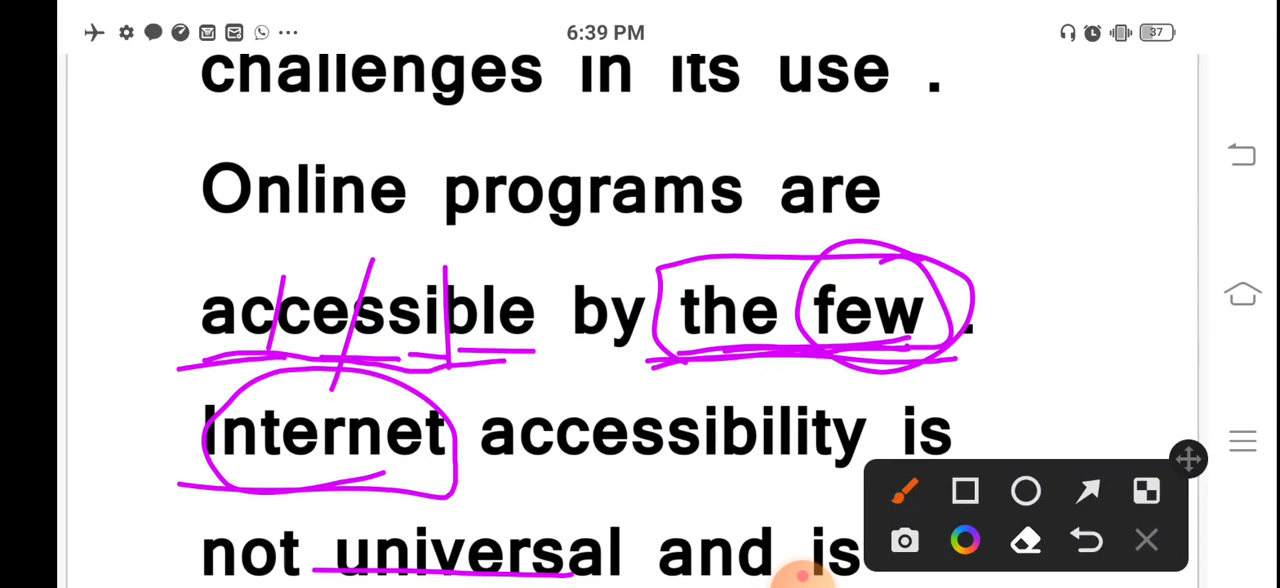 6:39 PM
37
challenges in its use .
Online programs are
accessible by the few .
Internet accessibility is
not universal and is